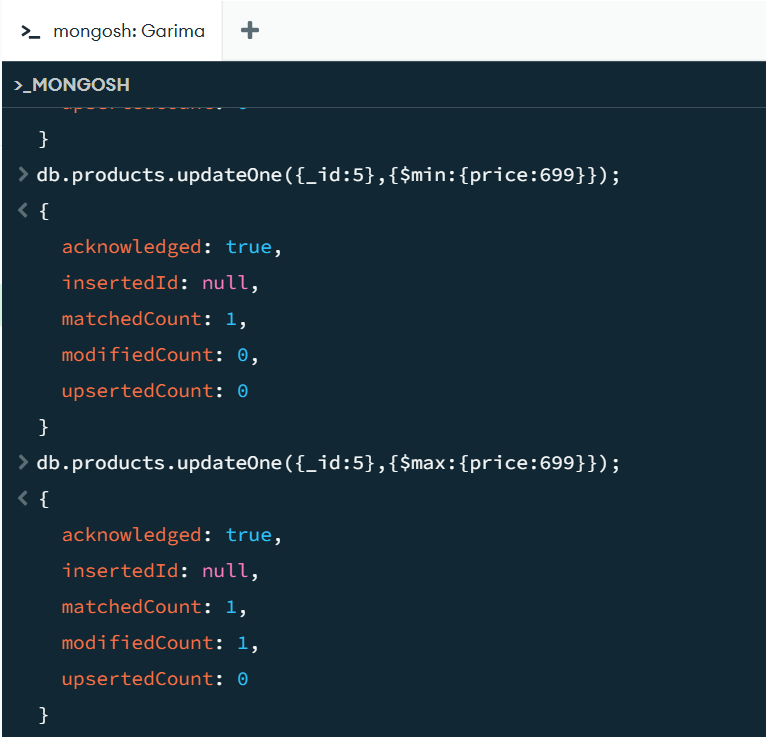 >_ mongosh: Garima +
>_MONGOSH
}
> db.products.updateOne({_id:5},{$min:{price:699}});
< {
acknowledged: true,
insertedId: null,
matchedCount: 1,
modifiedCount: 0,
upsertedCount: 0
}
> db.products.updateOne({_id:5},{$max:{price:699}});
< {
acknowledged: true,
insertedId: null,
matchedCount: 1,
modifiedCount: 1,
upsertedCount: 0
}